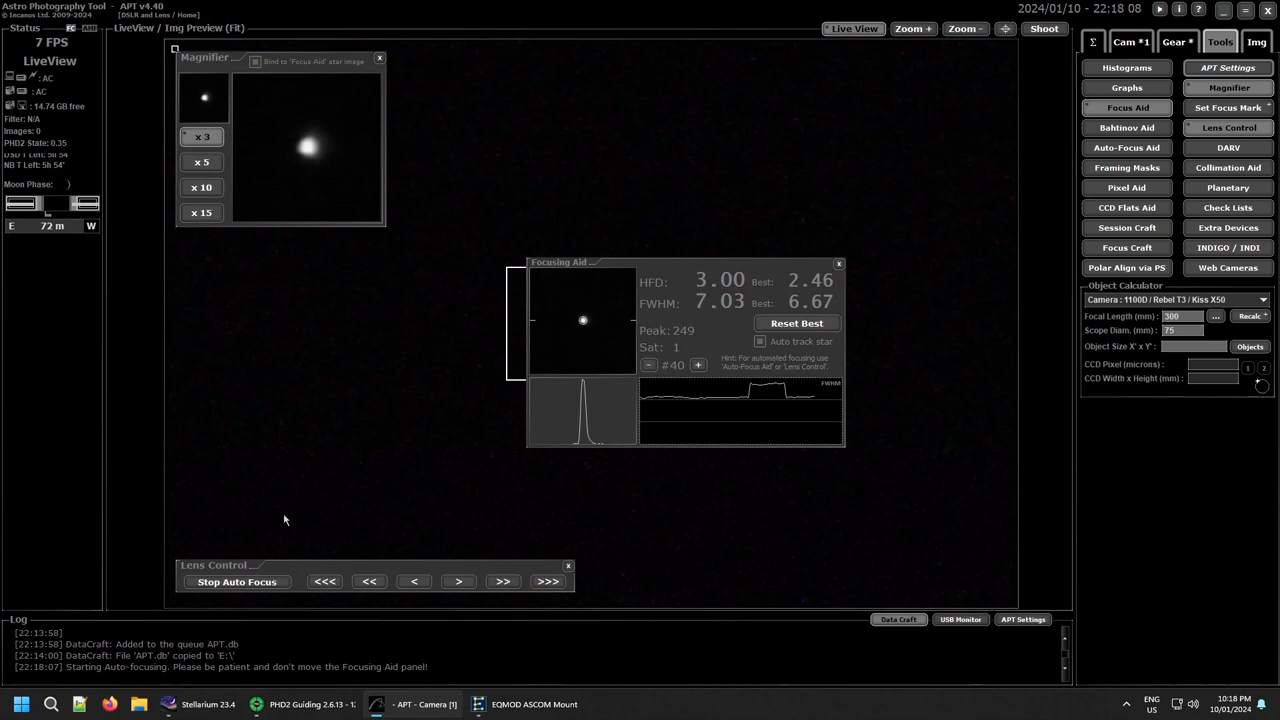 Astro Photography Tool - APT v4.40
© Incanus Ltd. 2009-2024
[DSLR and Lens / Home]
2024/01/10 - 22:18 08
Status
7 FPS
LiveView
: AC
: AC
: 14.74 GB free
Filter: N/A
Images: 0
PHD2 State: 0.35
NB T Left: 5h 54'
Moon Phase:
E 72 m W
LiveView / Img Preview (Fit)
Live View
Zoom +
Zoom -
Shoot
Magnifier
Bind to 'Focus Aid' star image
x
x 3
x 5
x 10
x 15
Focusing Aid
x
HFD: 3.00 Best: 2.46
FWHM: 7.03 Best: 6.67
Peak: 249
Reset Best
Sat: 1
Auto track star
- #40 +
Hint: For automated focusing use
'Auto-Focus Aid' or 'Lens Control'.
FWHM
Lens Control
x
Stop Auto Focus
<<<
<<
<
>
>>
>>>
Σ
Cam *1
Gear *
Tools
Img
Histograms
APT Settings
Graphs
Magnifier
Focus Aid
Set Focus Mark
Bahtinov Aid
Lens Control
Auto-Focus Aid
DARV
Framing Masks
Collimation Aid
Pixel Aid
Planetary
CCD Flats Aid
Check Lists
Session Craft
Extra Devices
Focus Craft
INDIGO / INDI
Polar Align via PS
Web Cameras
Object Calculator
Camera : 1100D / Rebel T3 / Kiss X50
Focal Length (mm) : 300 ... Recalc
Scope Diam. (mm) : 75
Object Size X' x Y' : Objects
CCD Pixel (microns) : 1 2
CCD Width x Height (mm) :
Log
Data Craft
USB Monitor
APT Settings
[22:13:58]
[22:13:58] DataCraft: Added to the queue APT.db
[22:14:00] DataCraft: File 'APT.db' copied to 'E:\'
[22:18:07] Starting Auto-focusing. Please be patient and don't move the Focusing Aid panel!
Stellarium 23.4
PHD2 Guiding 2.6.13 - 1
- APT - Camera [1]
EQMOD ASCOM Mount
ENG
US
10:18 PM
10/01/2024